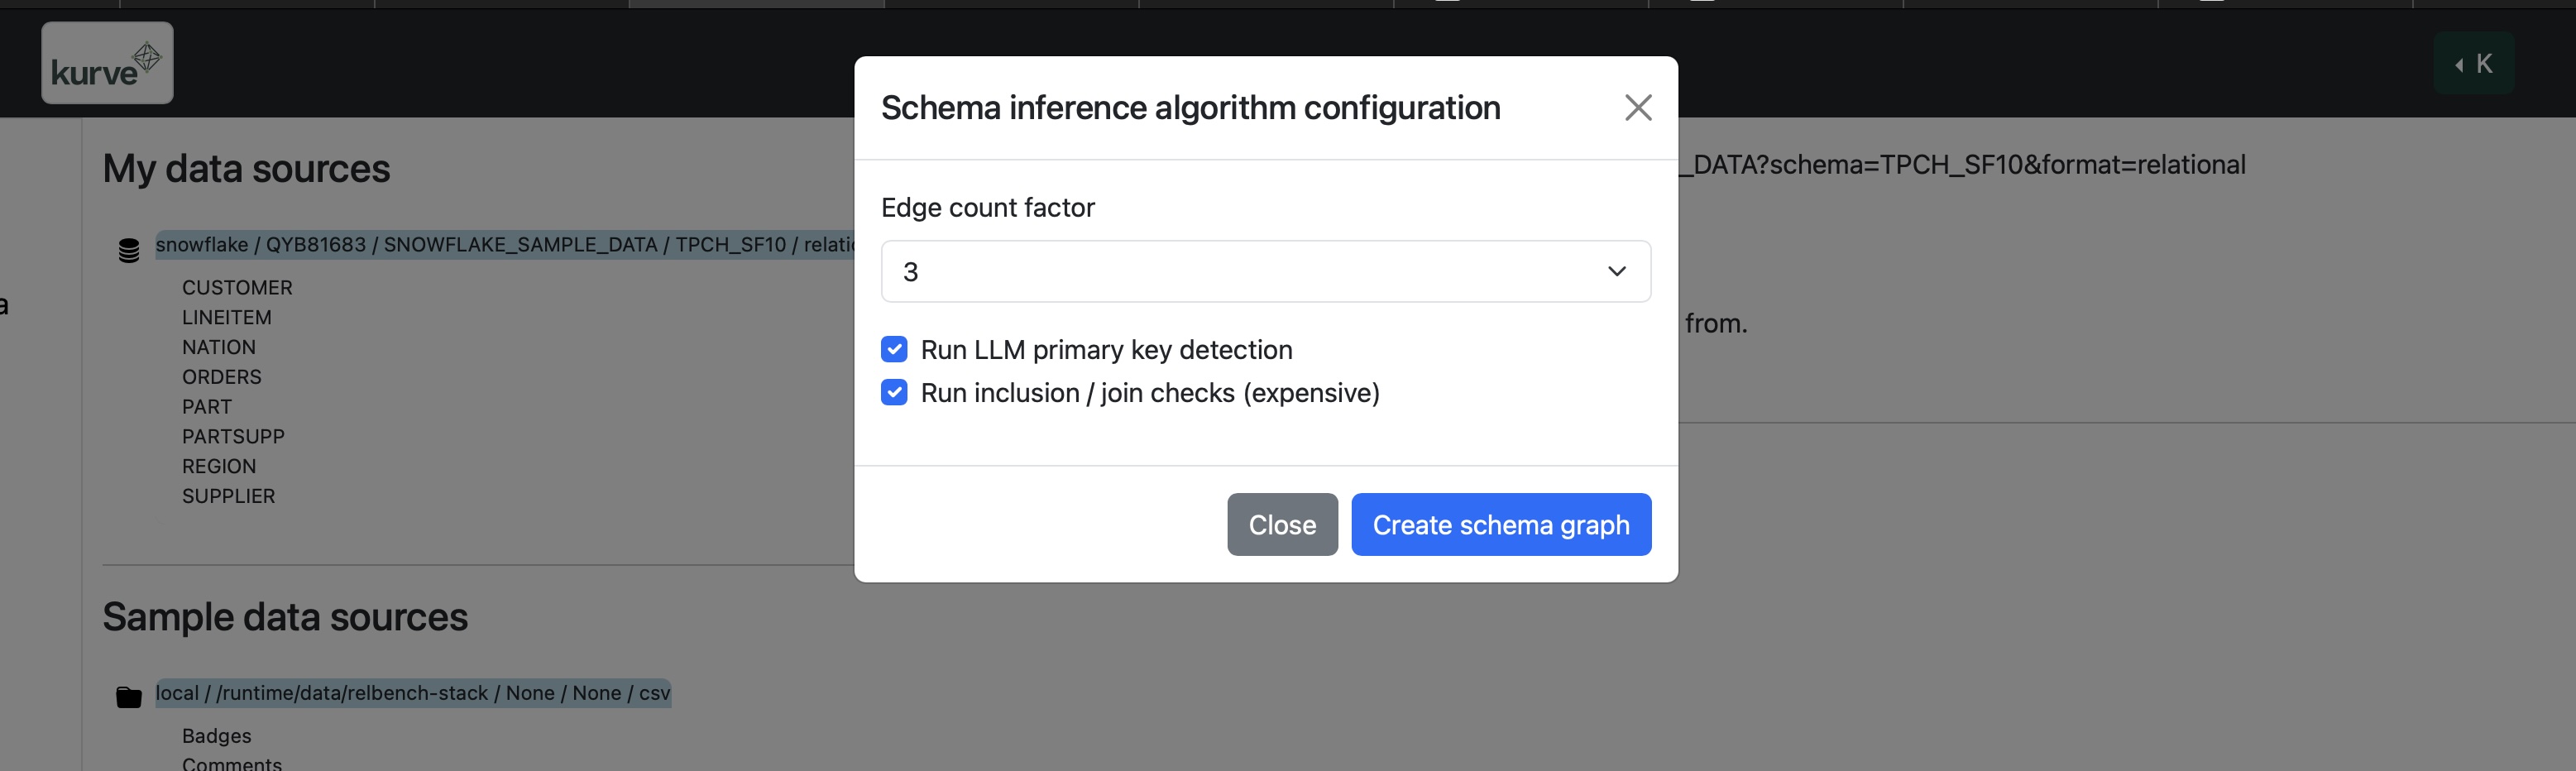 kurve
K
Schema inference algorithm configuration
My data sources
_DATA?schema=TPCH_SF10&format=relational
snowflake / QYB81683 / SNOWFLAKE_SAMPLE_DATA / TPCH_SF10 / relatio
CUSTOMER
LINEITEM
NATION
ORDERS
PART
PARTSUPP
REGION
SUPPLIER
a
Edge count factor
3
from.
Run LLM primary key detection
Run inclusion / join checks (expensive)
Close
Create schema graph
Sample data sources
local / /runtime/data/relbench-stack / None / None / csv
Badges
Comments